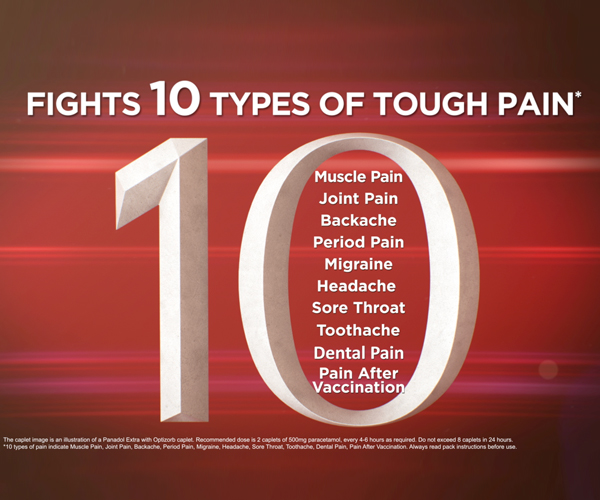 FIGHTS 10 TYPES OF TOUGH PAIN*
10
Muscle Pain
Joint Pain
Backache
Period Pain
Migraine
Headache
Sore Throat
Toothache
Dental Pain
Pain After
Vaccination
The caplet image is an illustration of a Panadol Extra with Optizorb caplet. Recommended dose is 2 caplets of 500mg paracetamol, every 4-6 hours as required. Do not exceed 8 caplets in 24 hours.
*10 types of pain indicate Muscle Pain, Joint Pain, Backache, Period Pain, Migraine, Headache, Sore Throat, Toothache, Dental Pain, Pain After Vaccination. Always read pack instructions before use.